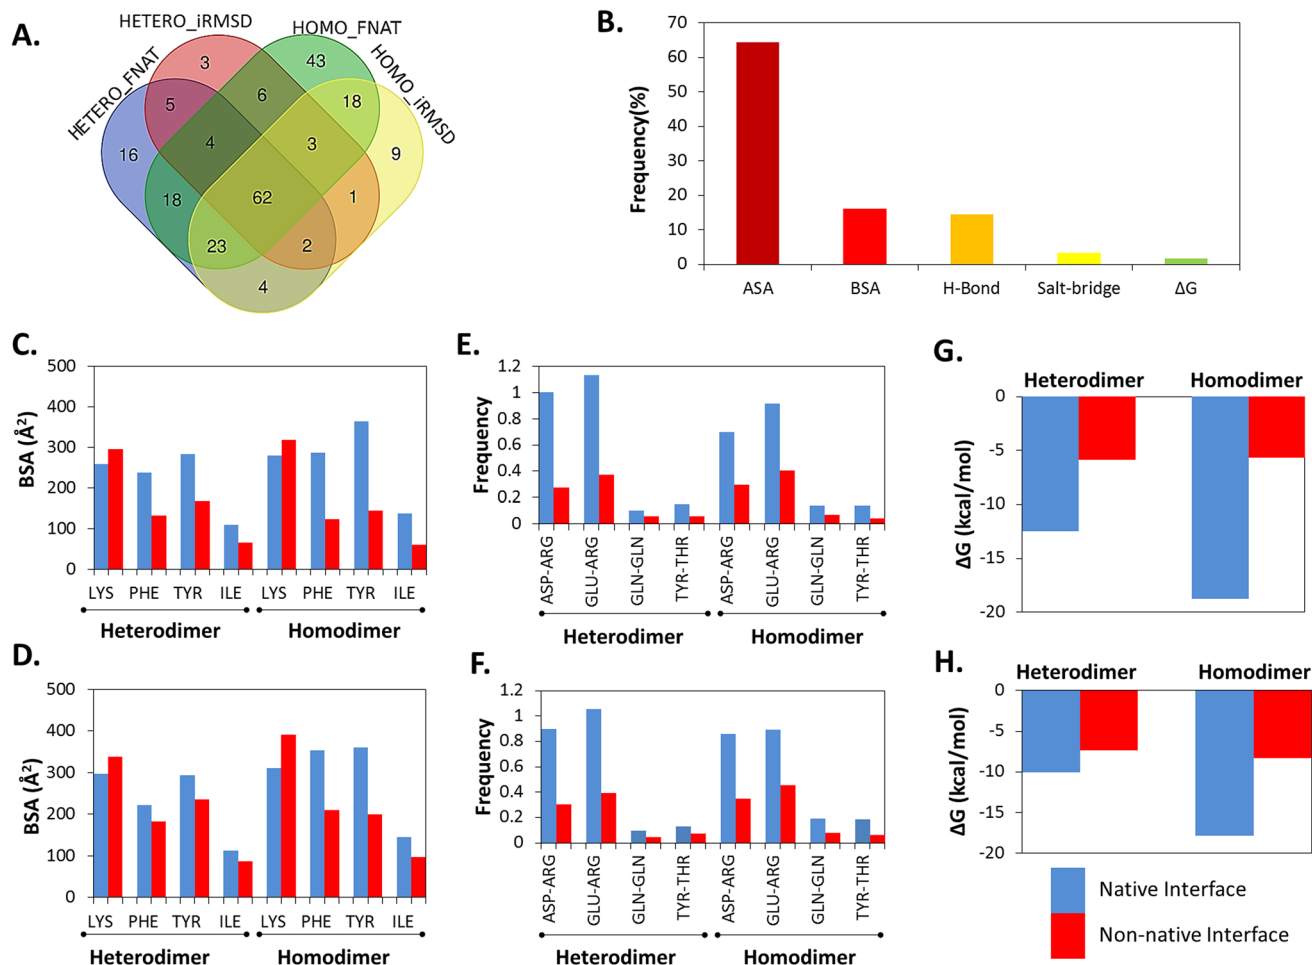 A.
HETERO_FNAT
HETERO_iRMSD
HOMO_FNAT
HOMO_iRMSD
3
43
5
6
18
16
4
3
9
18
62
1
23
2
4
B.
Frequency(%)
70
60
50
40
30
20
10
0
ASA BSA H-Bond Salt-bridge ΔG
C.
BSA (Å²)
500
400
300
200
100
0
LYS PHE TYR ILE LYS PHE TYR ILE
Heterodimer Homodimer
D.
BSA (Å²)
500
400
300
200
100
0
LYS PHE TYR ILE LYS PHE TYR ILE
Heterodimer Homodimer
E.
Frequency
1.2
1
0.8
0.6
0.4
0.2
0
ASP-ARG
GLU-ARG
GLN-GLN
TYR-THR
ASP-ARG
GLU-ARG
GLN-GLN
TYR-THR
Heterodimer Homodimer
F.
Frequency
1.2
1
0.8
0.6
0.4
0.2
0
ASP-ARG
GLU-ARG
GLN-GLN
TYR-THR
ASP-ARG
GLU-ARG
GLN-GLN
TYR-THR
Heterodimer Homodimer
G.
Heterodimer Homodimer
ΔG (kcal/mol)
0
-5
-10
-15
-20
H.
Heterodimer Homodimer
ΔG (kcal/mol)
0
-5
-10
-15
-20
Native Interface
Non-native Interface